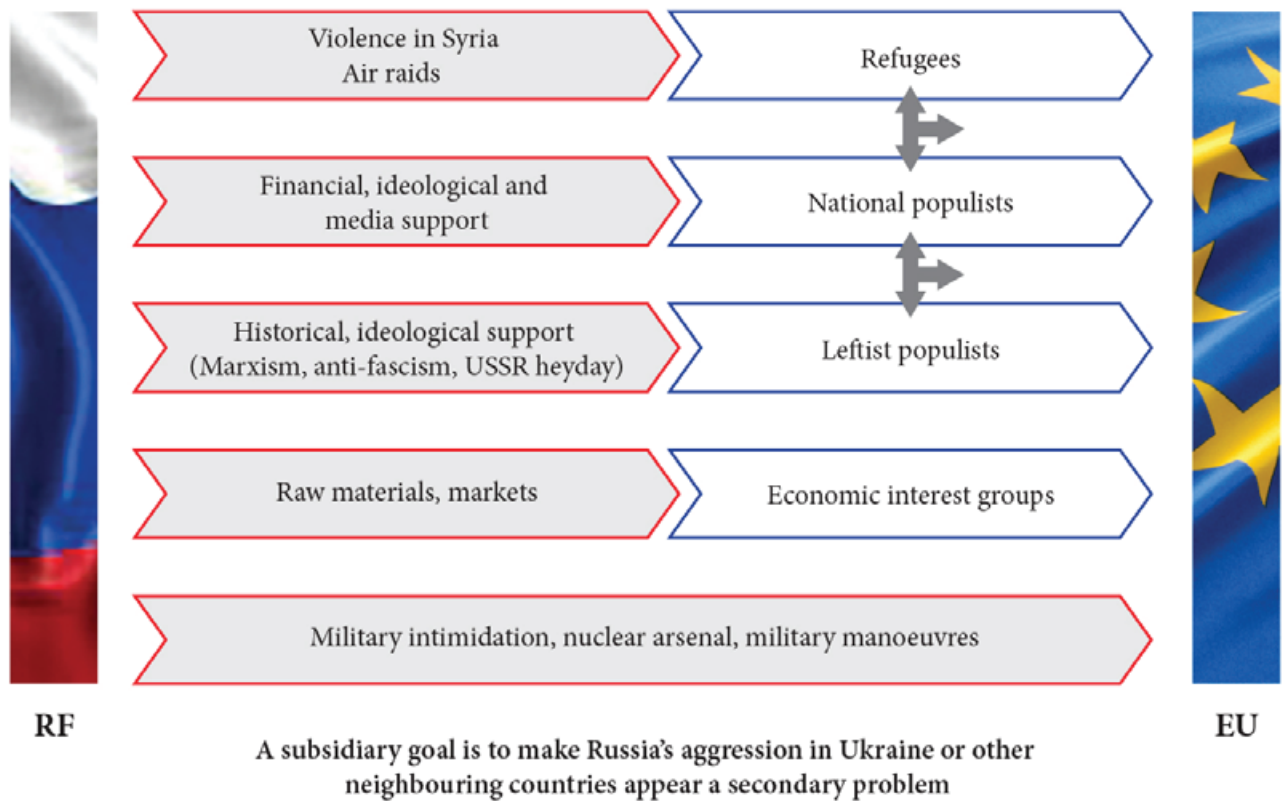 Violence in Syria
Air raids
Refugees
Financial, ideological and
media support
National populists
Historical, ideological support
(Marxism, anti-fascism, USSR heyday)
Leftist populists
Raw materials, markets
Economic interest groups
Military intimidation, nuclear arsenal, military manoeuvres
RF
EU
A subsidiary goal is to make Russia’s aggression in Ukraine or other
neighbouring countries appear a secondary problem